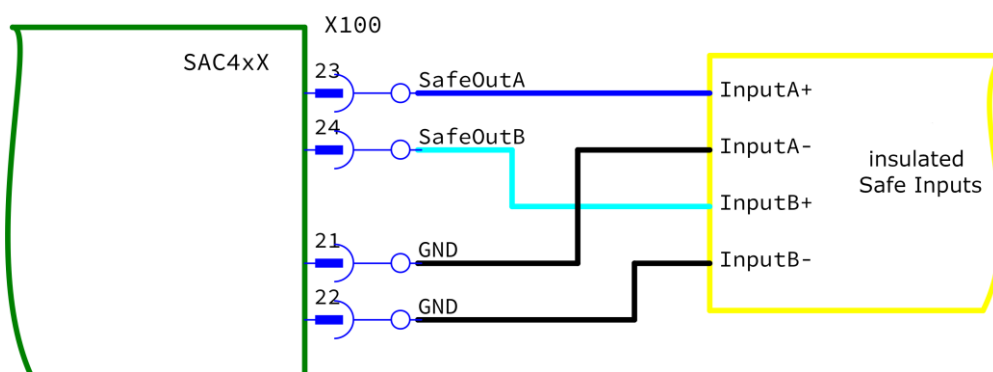 X100
SAC4xX
23
SafeOutA
InputA+
24
SafeOutB
InputA-
insulated
Safe Inputs
InputB+
21
GND
InputB-
22
GND